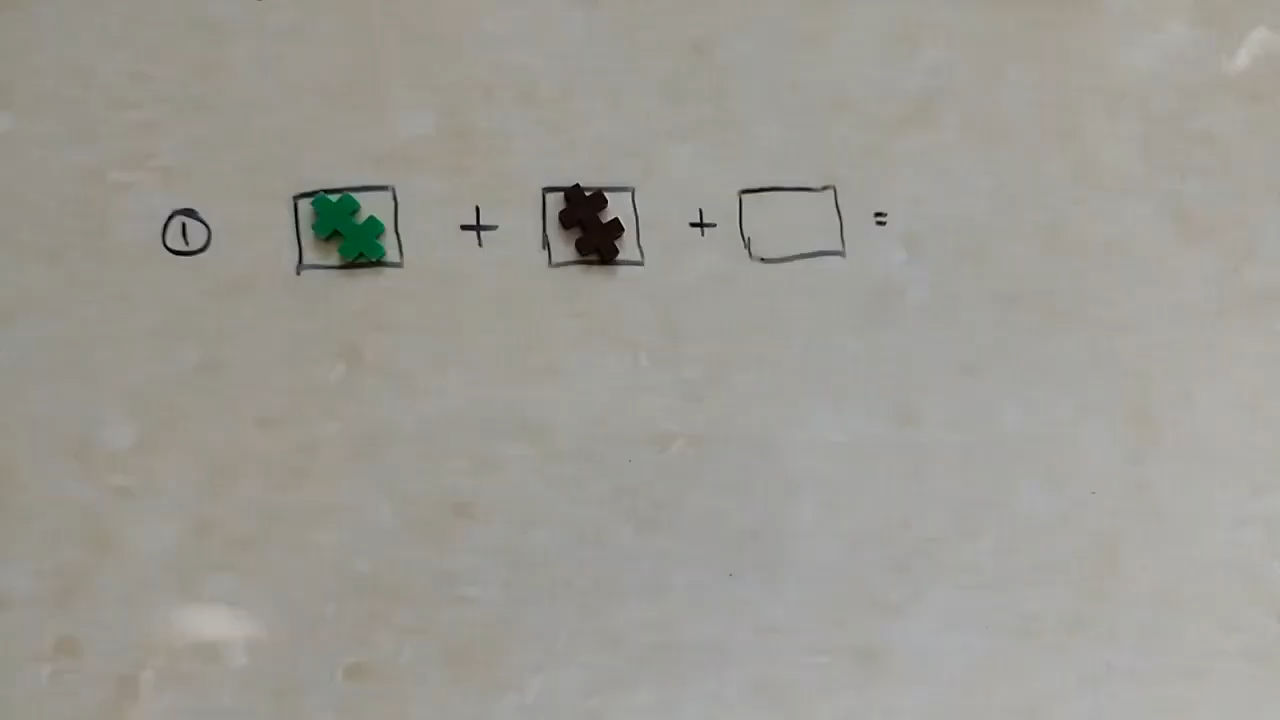 ① + + =